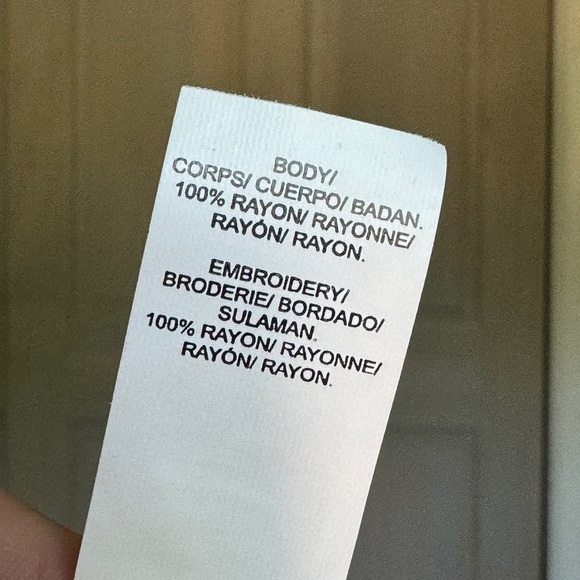 BODY/
CORPS/ CUERPO/ BADAN.
100% RAYON/ RAYONNE/
RAYÓN/ RAYON.
EMBROIDERY/
BRODERIE/ BORDADO/
SULAMAN.
100% RAYON/ RAYONNE/
RAYÓN/ RAYON.